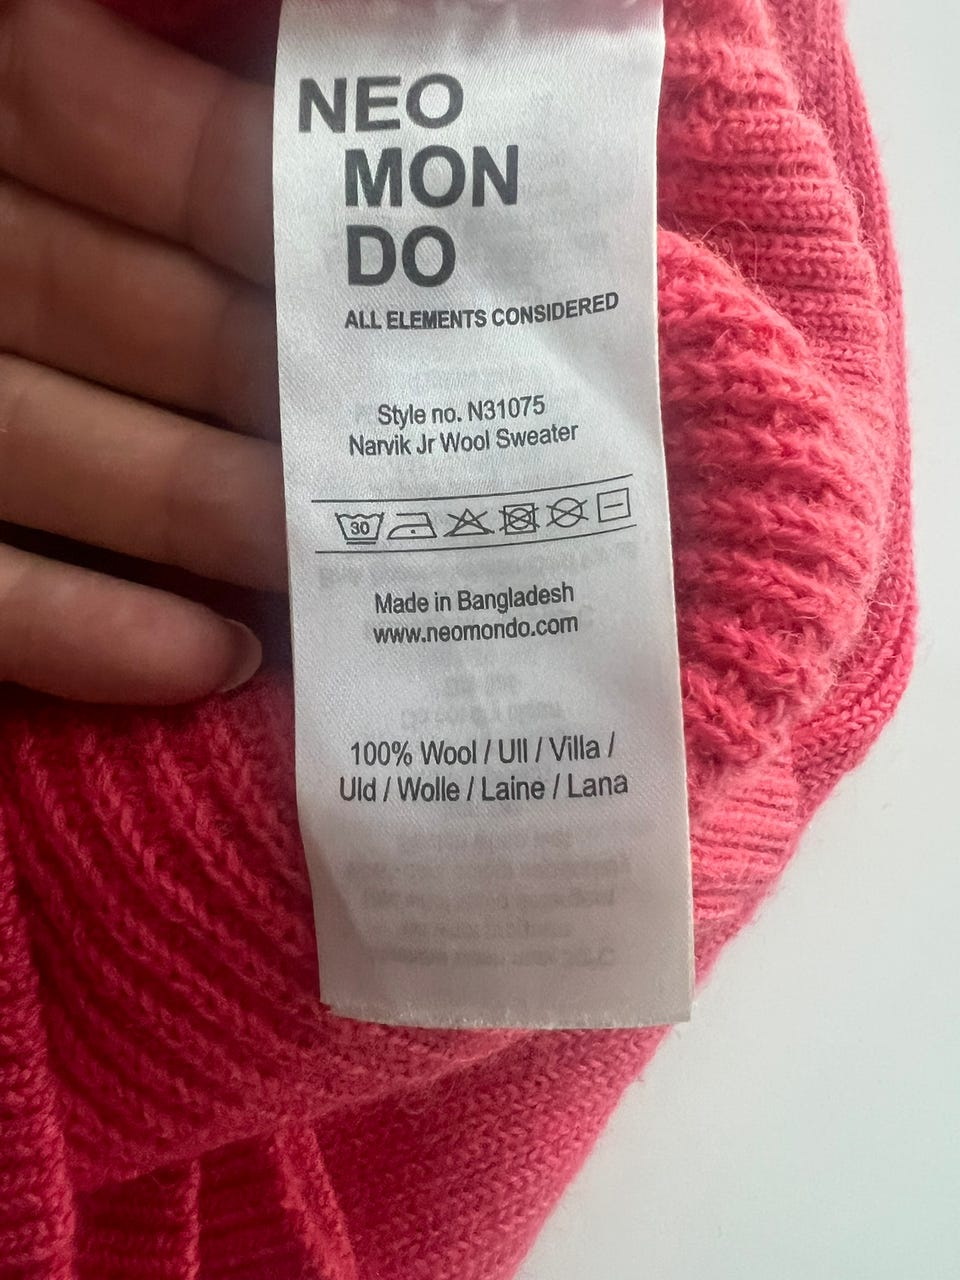 NEO
MON
DO
ALL ELEMENTS CONSIDERED
Style no. N31075
Narvik Jr Wool Sweater
30
Made in Bangladesh
www.neomondo.com
100% Wool / Ull / Villa /
Uld / Wolle / Laine / Lana